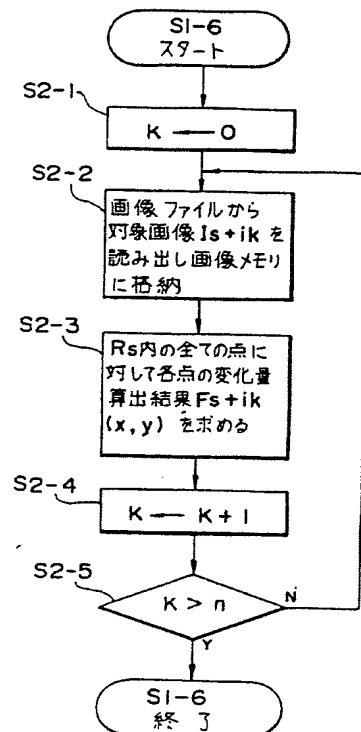 S1-6
スタート
S2-1
K ← 0
S2-2
画像ファイルから
対象画像Is+ikを
読み出し画像メモリ
に格納
S2-3
Rs内の全ての点に
対して各点の変化量
算出結果Fs+ik
(x,y)を求める
S2-4
K ← K+1
S2-5
K > n
N
Y
S1-6
終了